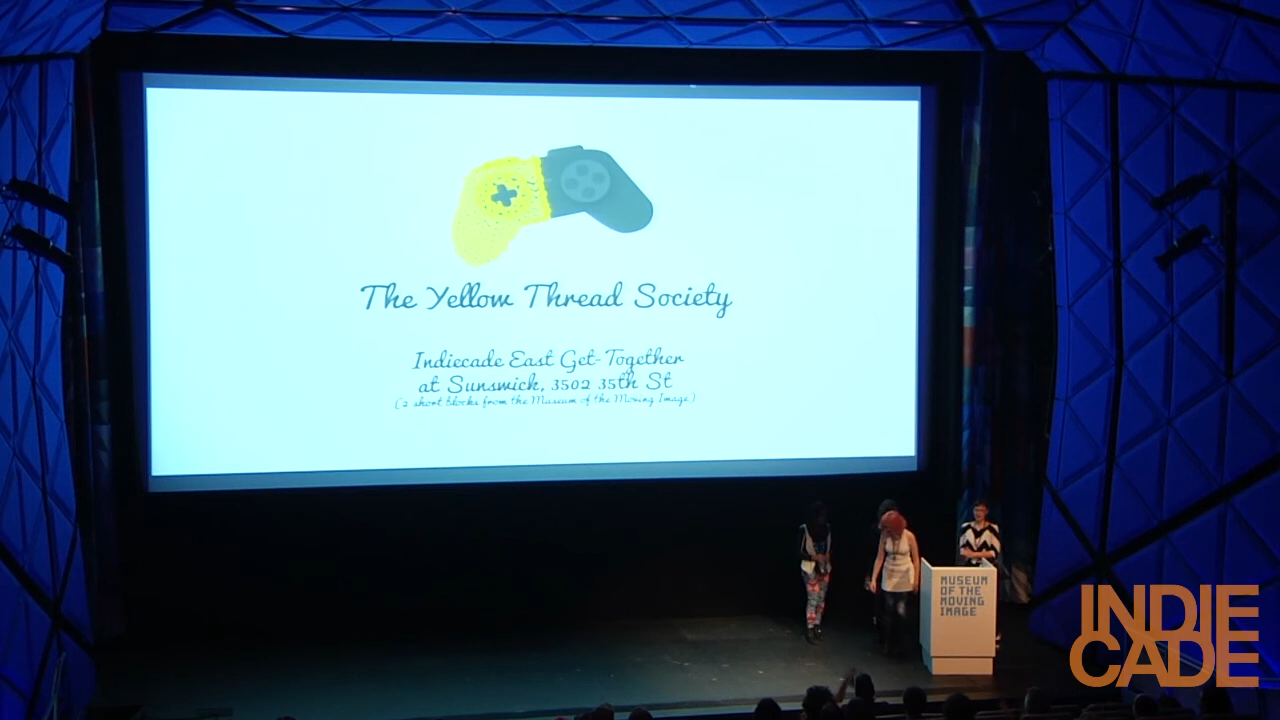 The Yellow Thread Society
Indiecade East Get-Together
at Sunswick, 3502 35th St
(2 short blocks from the Museum of the Moving Image)
MUSEUM
OF THE
MOVING
IMAGE
INDIE
CADE